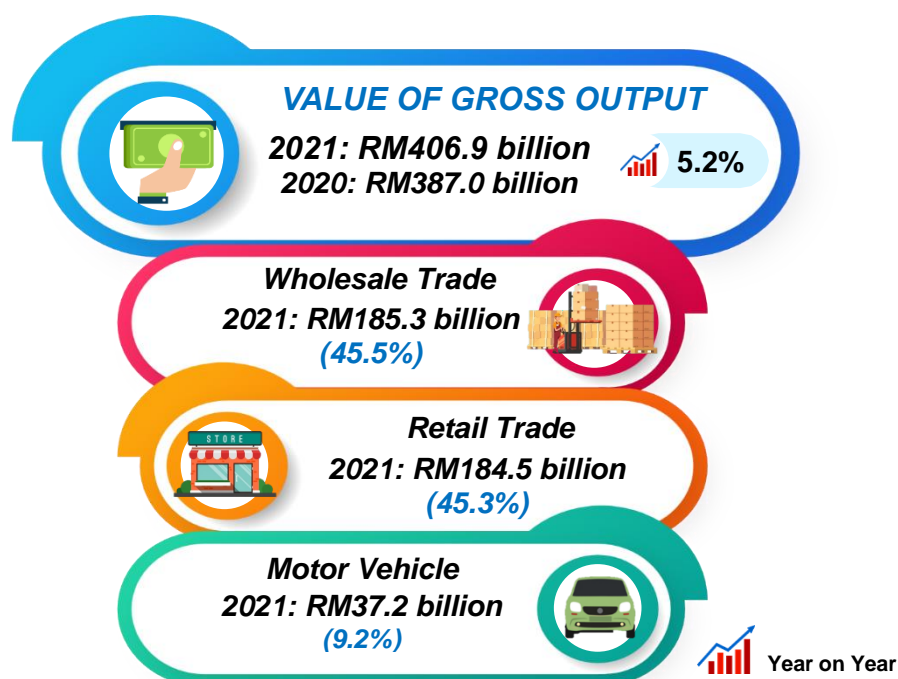 VALUE OF GROSS OUTPUT
2021: RM406.9 billion
2020: RM387.0 billion
5.2%
Wholesale Trade
2021: RM185.3 billion
(45.5%)
STORE
Retail Trade
2021: RM184.5 billion
(45.3%)
Motor Vehicle
2021: RM37.2 billion
(9.2%)
Year on Year